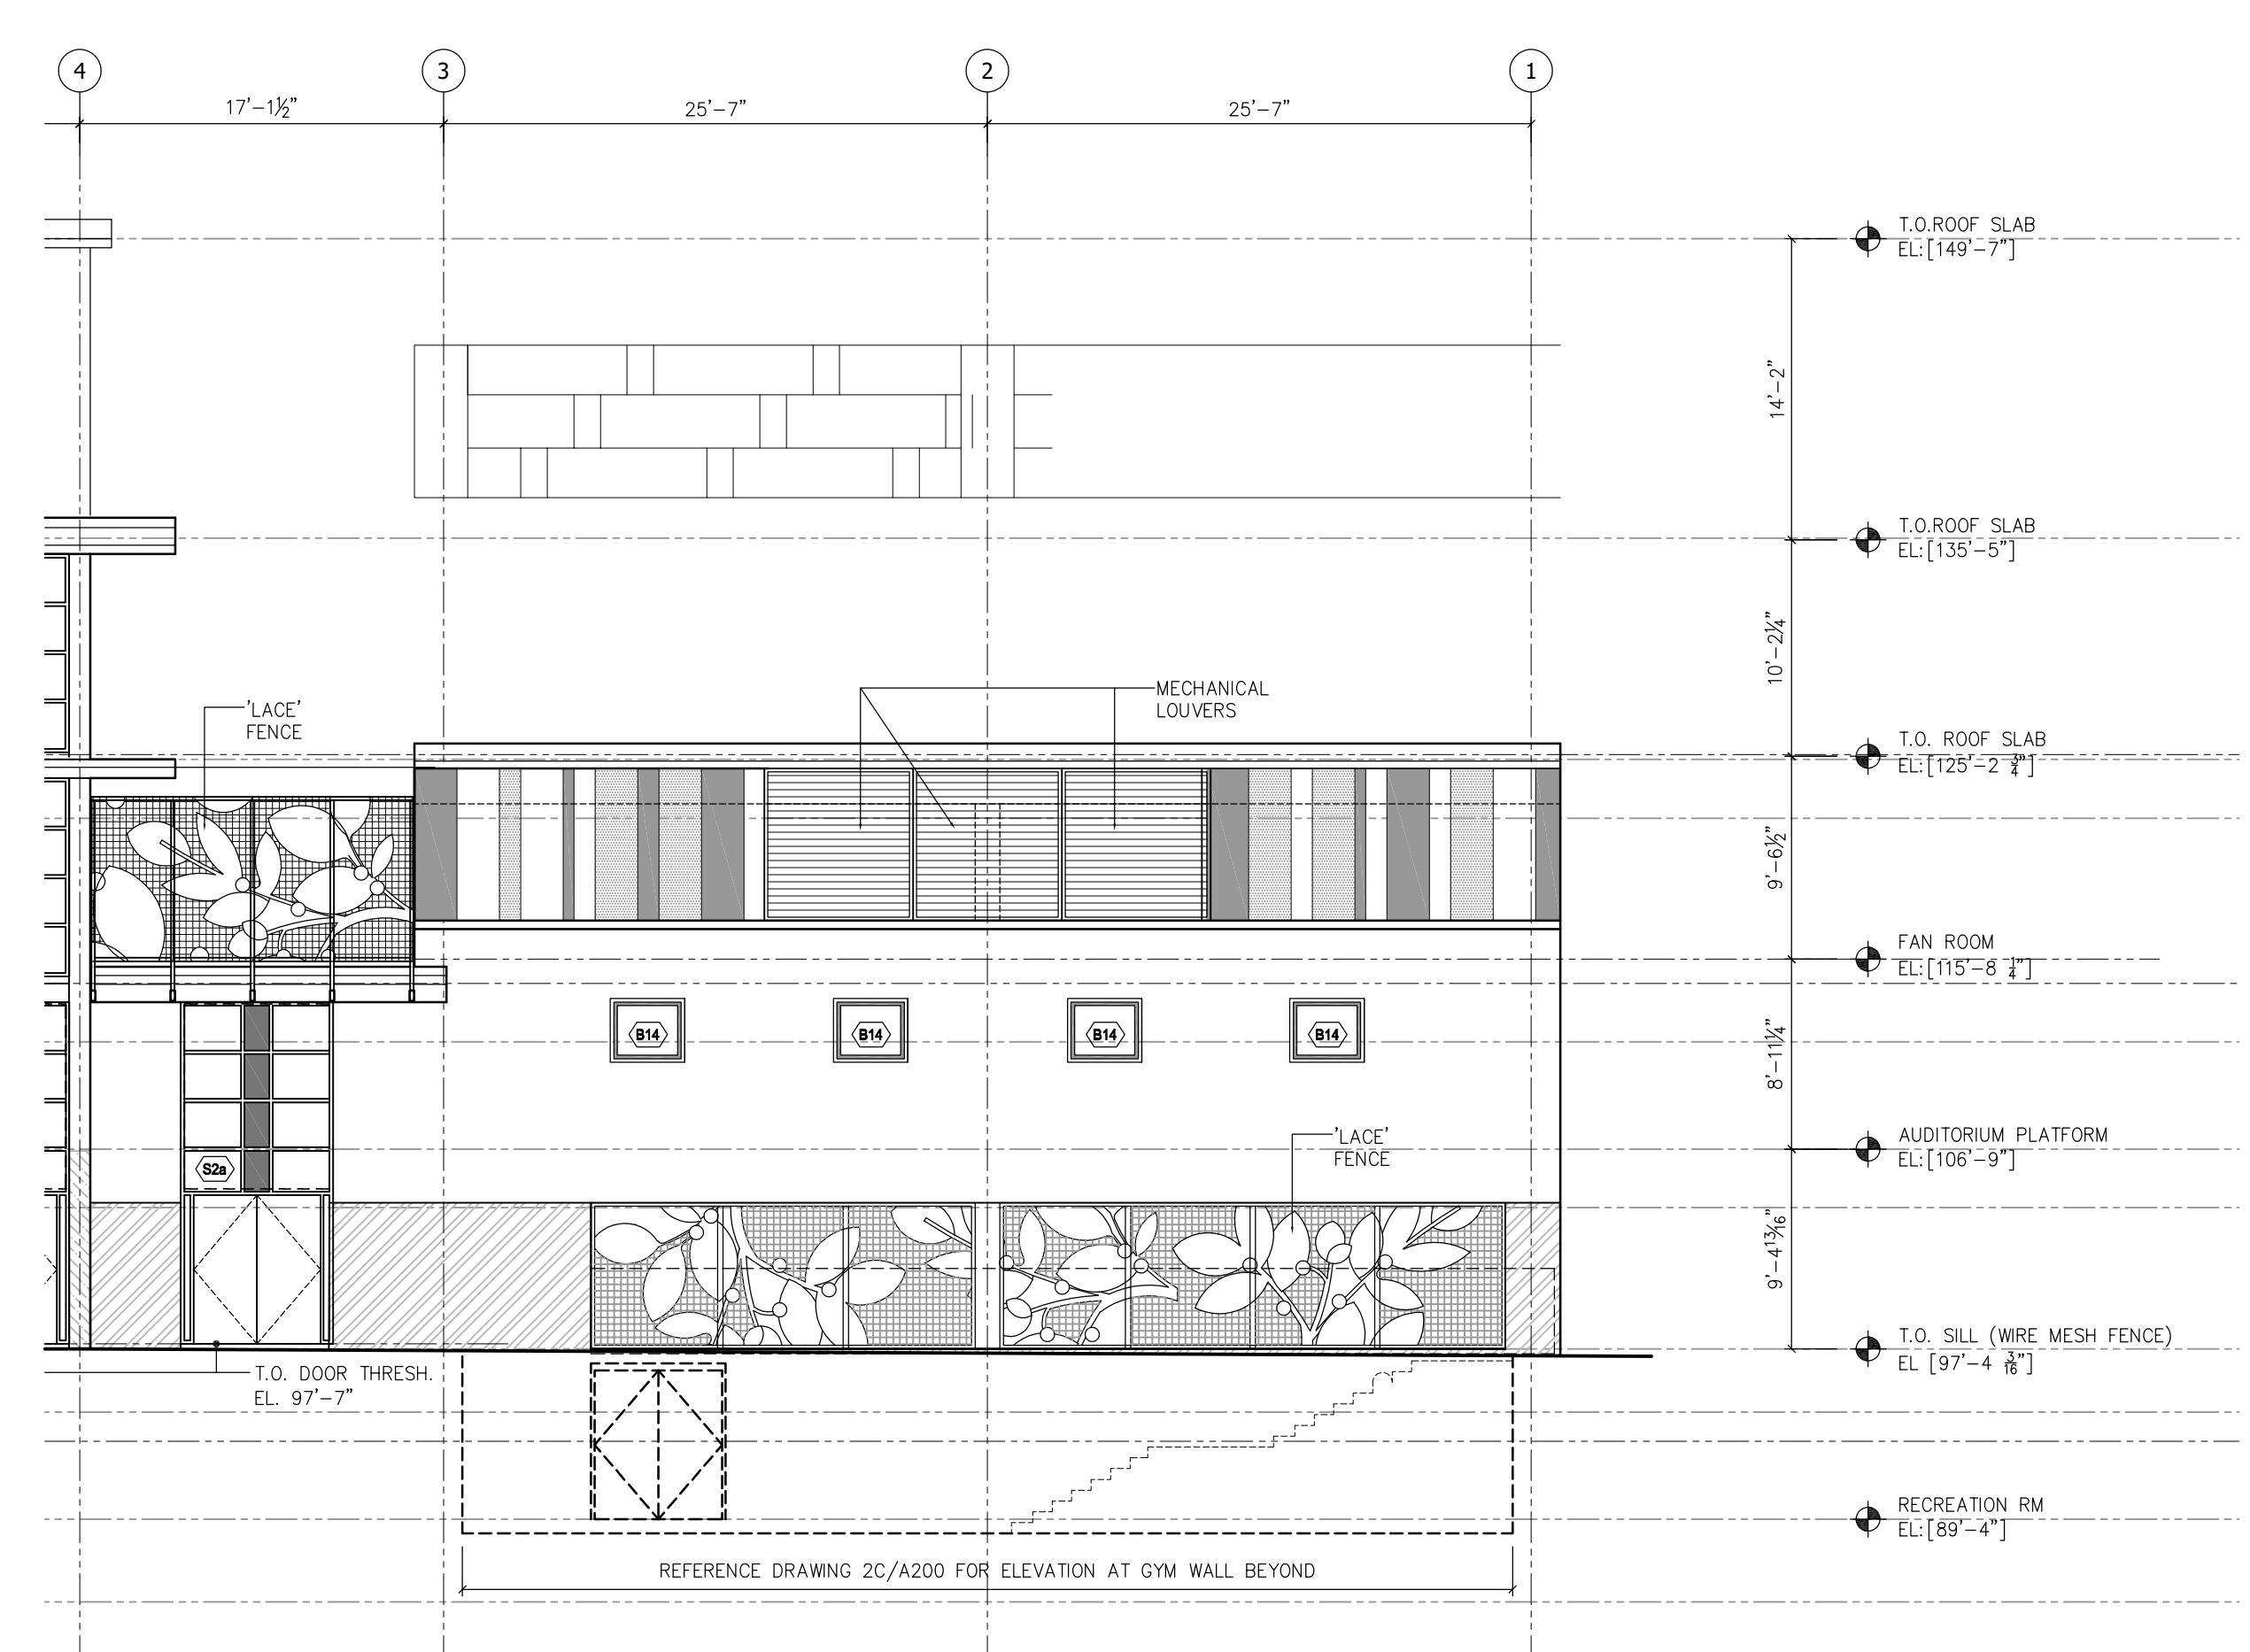 4
3
2
1
17'-1½"
25'-7"
25'-7"
T.O.ROOF SLAB
EL:[149'-7"]
14'-2"
T.O.ROOF SLAB
EL:[135'-5"]
10'-2¼"
MECHANICAL
LOUVERS
'LACE'
FENCE
T.O. ROOF SLAB
EL:[125'-2 ¾"]
9'-6½"
FAN ROOM
EL:[115'-8 ¼"]
B14
B14
B14
B14
8'-11¼"
AUDITORIUM PLATFORM
EL:[106'-9"]
'LACE'
FENCE
S2a
9'-4 13/16"
T.O. SILL (WIRE MESH FENCE)
EL [97'-4 3/16"]
T.O. DOOR THRESH.
EL. 97'-7"
RECREATION RM
EL:[89'-4"]
REFERENCE DRAWING 2C/A200 FOR ELEVATION AT GYM WALL BEYOND